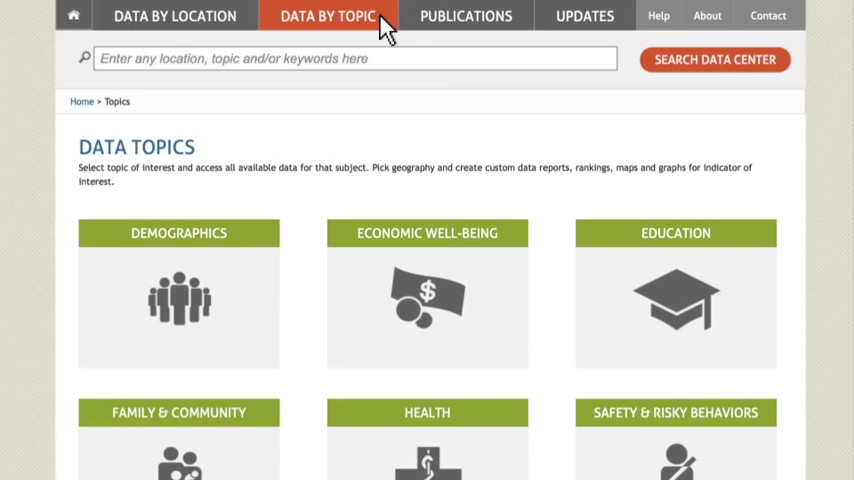 DATA BY LOCATION DATA BY TOPIC PUBLICATIONS UPDATES Help About Contact
Enter any location, topic and/or keywords here SEARCH DATA CENTER
Home > Topics
DATA TOPICS
Select topic of interest and access all available data for that subject. Pick geography and create custom data reports, rankings, maps and graphs for indicator of
interest.
DEMOGRAPHICS ECONOMIC WELL-BEING EDUCATION
$
FAMILY & COMMUNITY HEALTH SAFETY & RISKY BEHAVIORS